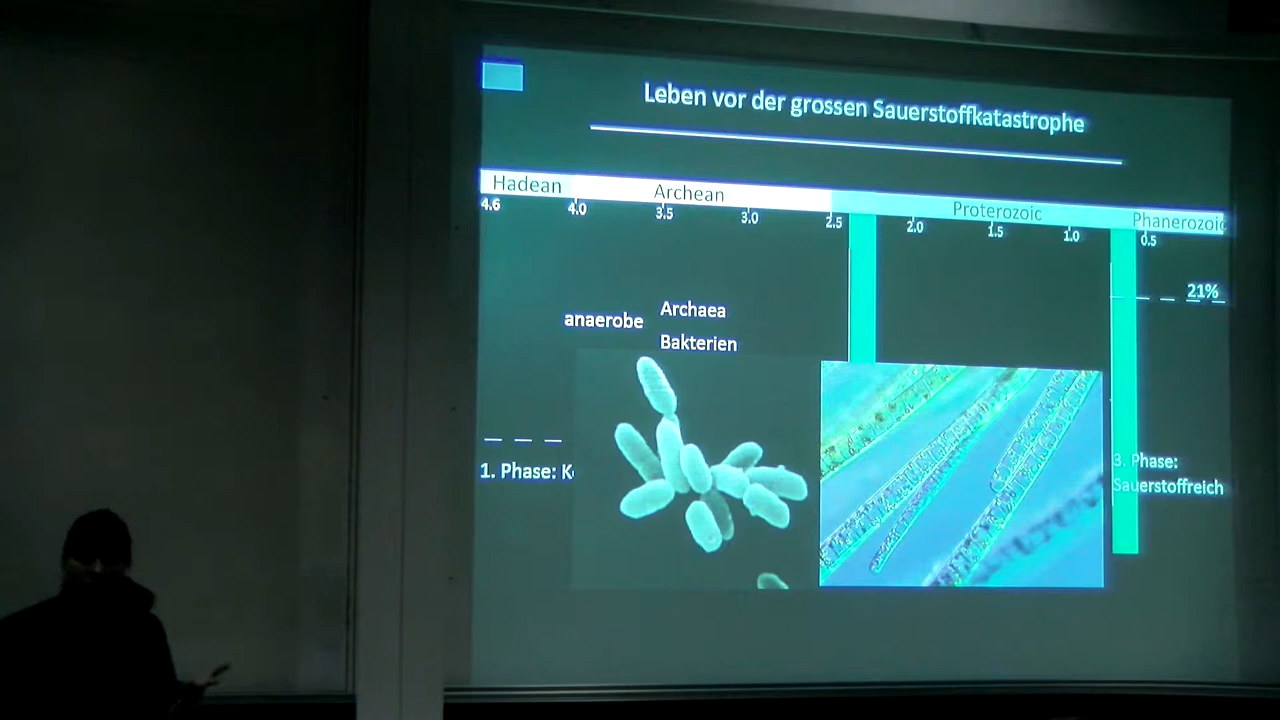 Leben vor der grossen Sauerstoffkatastrophe
Hadean Archean Proterozoic Phanerozoic
4.6 4.0 3.5 3.0 2.5 2.0 1.5 1.0 0.5
21%
anaerobe
Archaea
Bakterien
1. Phase: K
3. Phase:
Sauerstoffreich